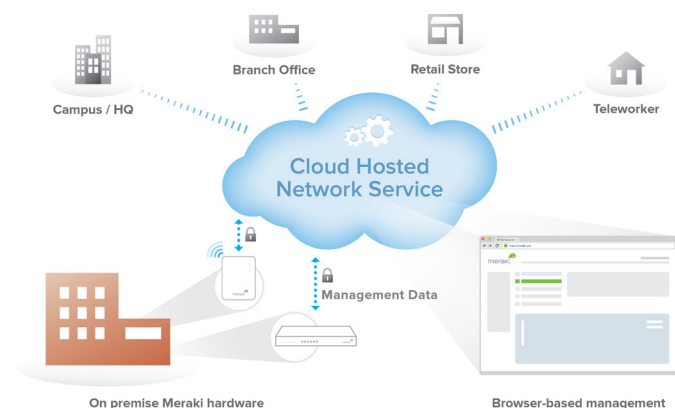 Branch Office
Retail Store
Campus / HQ
Teleworker
Cloud Hosted
Network Service
Management Data
meraki
On premise Meraki hardware
Browser-based management